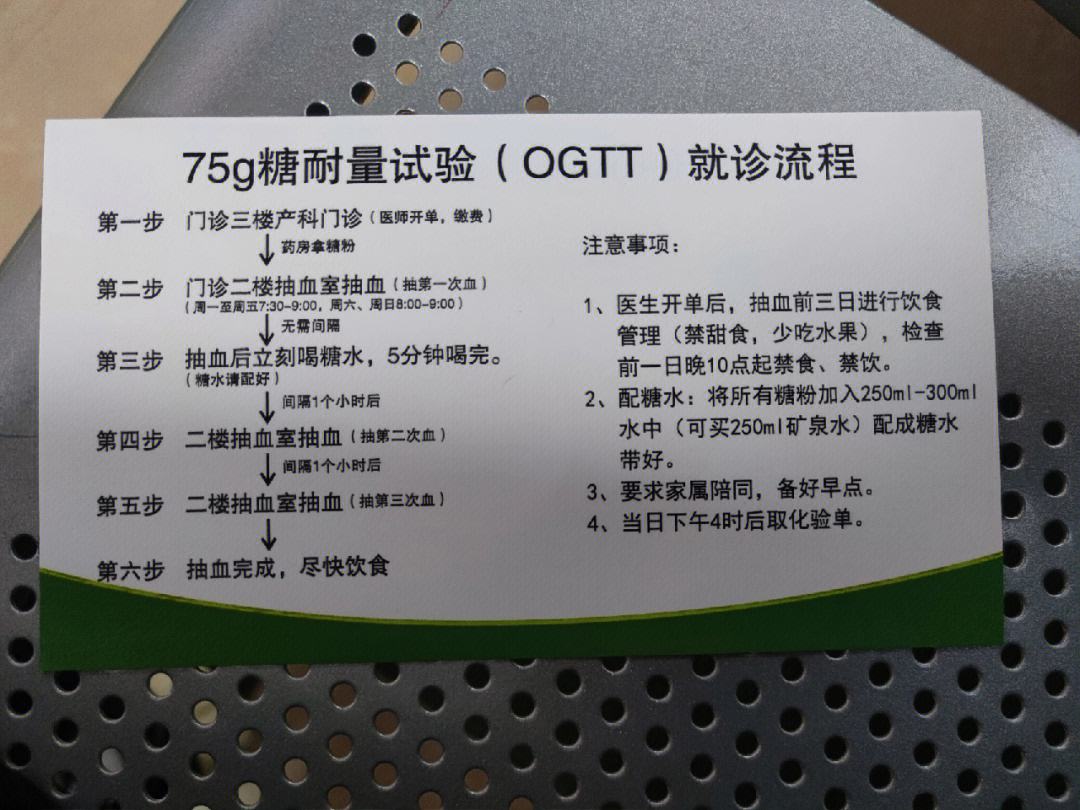 75g糖耐量试验（OGTT）就诊流程
第一步 门诊三楼产科门诊（医师开单，缴费）
药房拿糖粉
第二步 门诊二楼抽血室抽血（抽第一次血）
（周一至周五7:30-9:00，周六、周日8:00-9:00）
无需间隔
第三步 抽血后立刻喝糖水，5分钟喝完。
（糖水请配好）
间隔1个小时后
第四步 二楼抽血室抽血（抽第二次血）
间隔1个小时后
第五步 二楼抽血室抽血（抽第三次血）
第六步 抽血完成，尽快饮食
注意事项：
1、医生开单后，抽血前三日进行饮食
管理（禁甜食，少吃水果），检查
前一日晚10点起禁食、禁饮。
2、配糖水：将所有糖粉加入250ml-300ml
水中（可买250ml矿泉水）配成糖水
带好。
3、要求家属陪同，备好早点。
4、当日下午4时后取化验单。